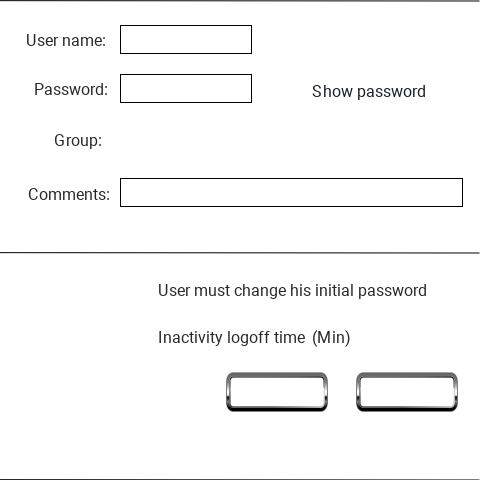 User name:
Password:
Show password
Group:
Comments:
User must change his initial password
Inactivity logoff time (Min)